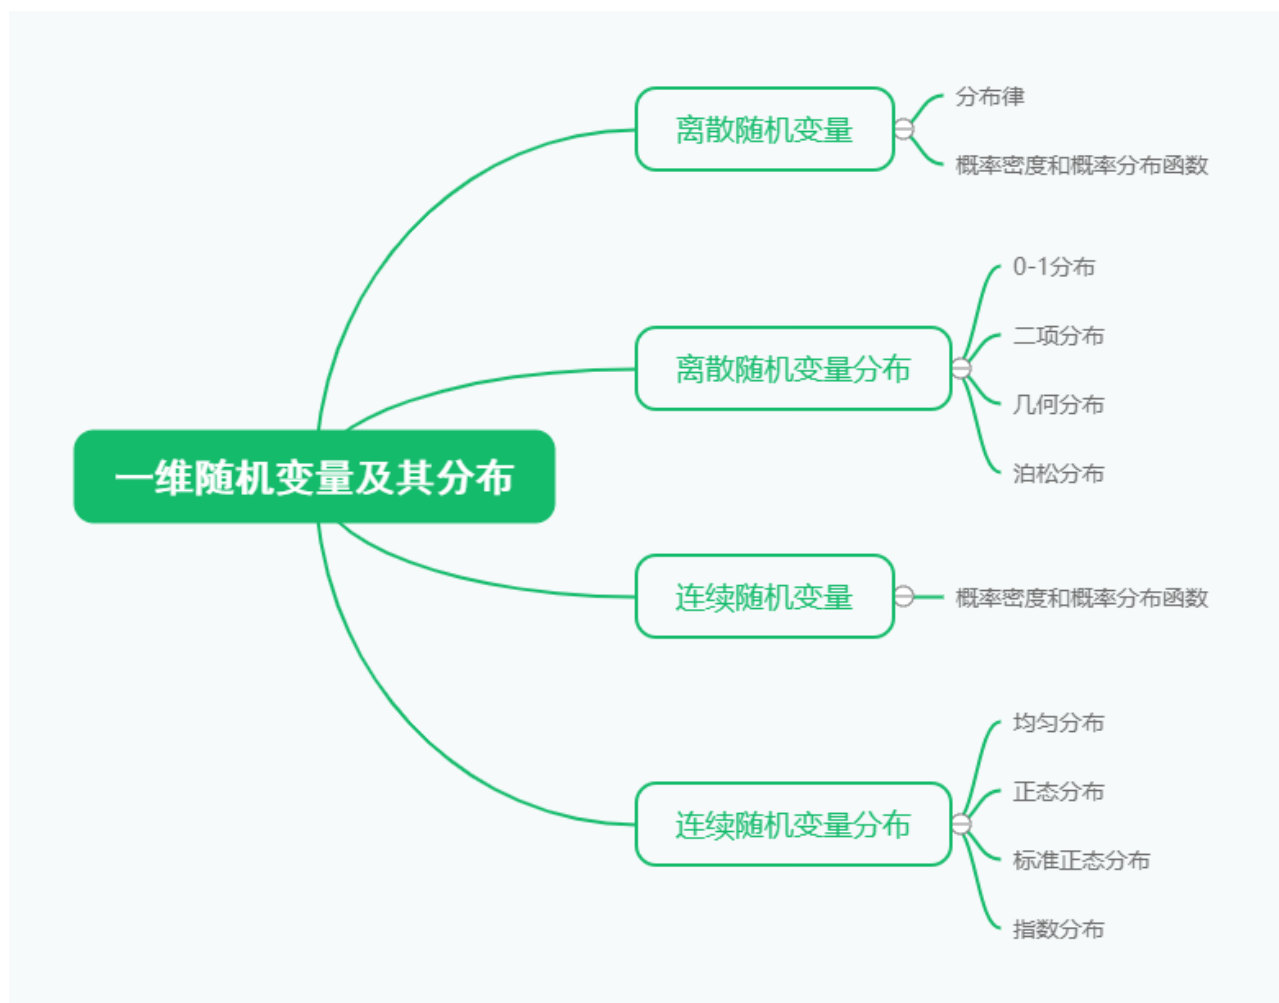 一维随机变量及其分布
离散随机变量
分布律
概率密度和概率分布函数
离散随机变量分布
0-1分布
二项分布
几何分布
泊松分布
连续随机变量
概率密度和概率分布函数
连续随机变量分布
均匀分布
正态分布
标准正态分布
指数分布